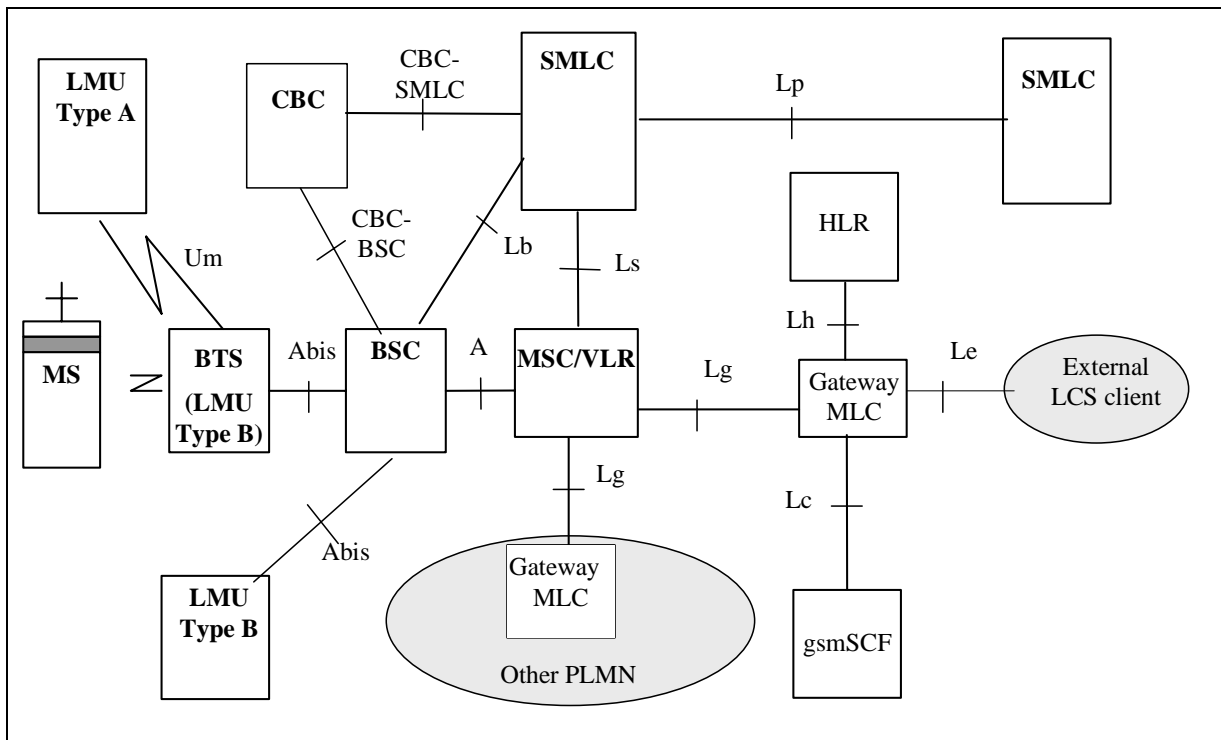 LMU
Type A
CBC
CBC-
SMLC
SMLC
Lp
SMLC
Um
CBC-
BSC
Lb
Ls
HLR
Lh
MS
BTS
(LMU
Type B)
Abis
BSC
A
MSC/VLR
Lg
Gateway
MLC
Le
External
LCS client
Lg
Lc
Abis
LMU
Type B
Gateway
MLC
Other PLMN
gsmSCF